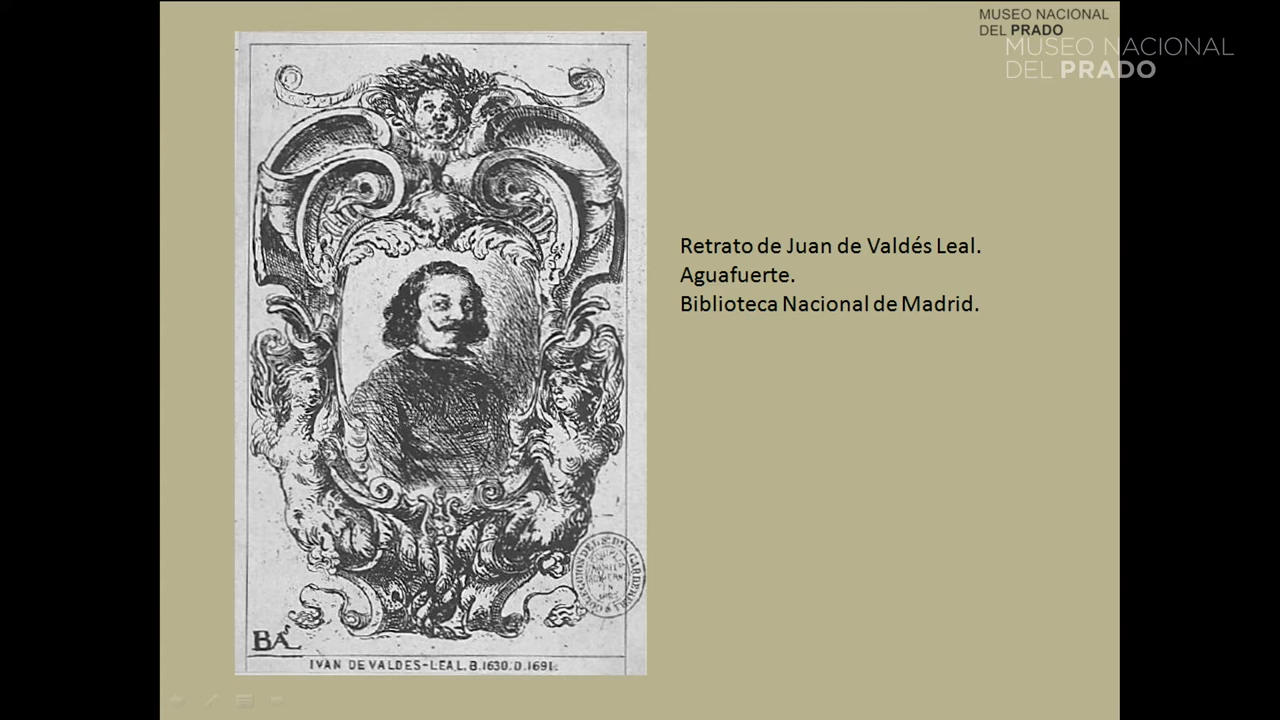 MUSEO NACIONAL
DEL PRADO
MUSEO NACIONAL
DEL PRADO
Retrato de Juan de Valdés Leal.
Aguafuerte.
Biblioteca Nacional de Madrid.
BA
IVAN DE VALDES-LEAL. B.1630. D.1691.